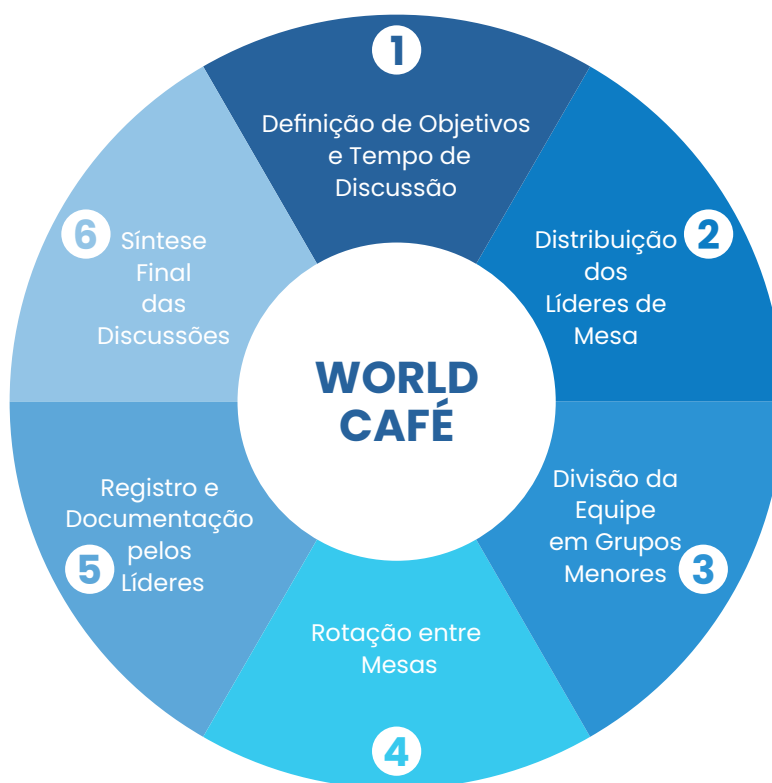 1
Definição de Objetivos
e Tempo de
Discussão
2
Distribuição
dos
Líderes de
Mesa
3
Divisão da
Equipe
em Grupos
Menores
4
Rotação entre
Mesas
5
Registro e
Documentação
pelos
Líderes
6
Síntese
Final
das
Discussões
WORLD
CAFÉ